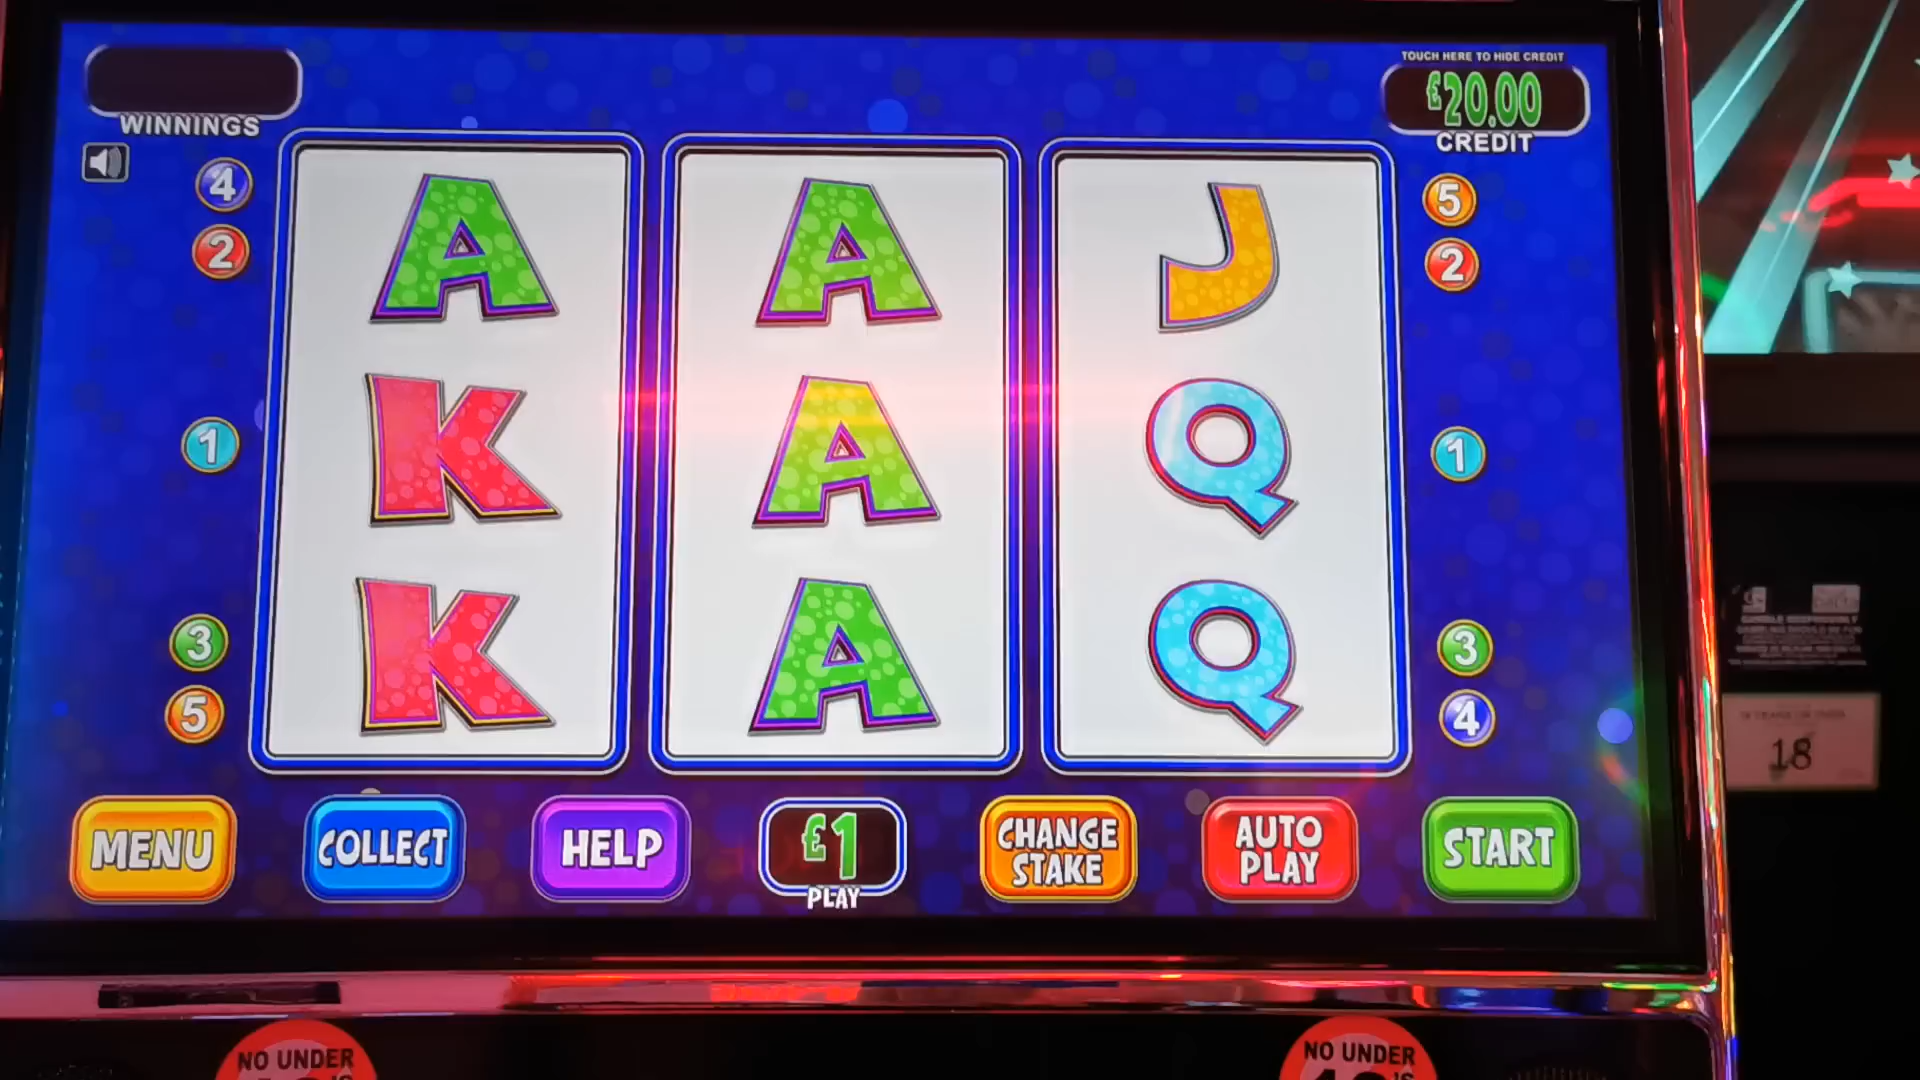 TOUCH HERE TO HIDE CREDIT
£20.00
WINNINGS
CREDIT
4
5
2
2
A A J
K A Q
1
1
K A Q
3
3
5
4
MENU
COLLECT
HELP
£1
PLAY
CHANGE
STAKE
AUTO
PLAY
START
18
NO UNDER
NO UNDER